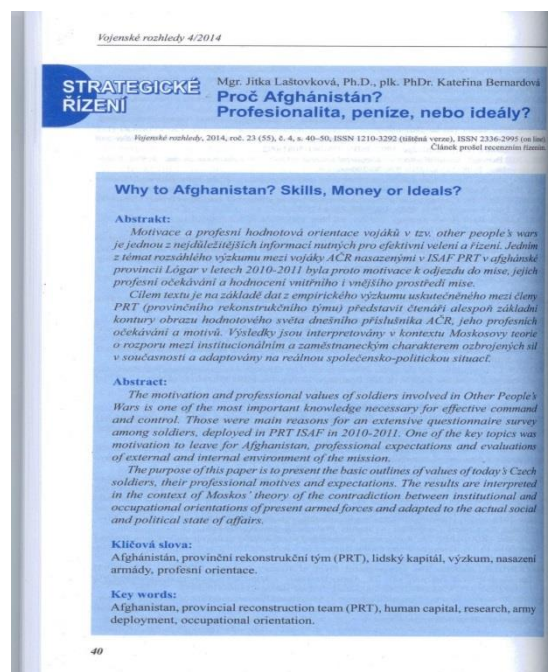 Vojenské rozhledy 4/2014
STRATEGICKÉ
ŘÍZENÍ
Mgr. Jitka Laštovková, Ph.D., plk. PhDr. Kateřina Bernardová
Proč Afghánistán?
Profesionalita, peníze, nebo ideály?
Vojenské rozhledy, 2014, roč. 23 (55), č. 4, s. 40–50, ISSN 1210-3292 (tištěná verze), ISSN 2336-2995 (on line)
Článek prošel recenzním řízením.
Why to Afghanistan? Skills, Money or Ideals?
Abstrakt:
Motivace a profesní hodnotová orientace vojáků v tzv. other people's wars
je jednou z nejdůležitějších informací nutných pro efektivní velení a řízení. Jedním
z témat rozsáhlého výzkumu mezi vojáky AČR nasazenými v ISAF PRT v afghánské
provincii Lógar v letech 2010-2011 byla proto motivace k odjezdu do mise, jejich
profesní očekávání a hodnocení vnitřního i vnějšího prostředí mise.
Cílem textu je na základě dat z empirického výzkumu uskutečněného mezi členy
PRT (provinčního rekonstrukčního týmu) představit čtenáři alespoň základní
kontury obrazu hodnotového světa dnešního příslušníka AČR, jeho profesních
očekávání a motivů. Výsledky jsou interpretovány v kontextu Moskosovy teorie
o rozporu mezi institucionálním a zaměstnaneckým charakterem ozbrojených sil
v současnosti a adaptovány na reálnou společensko-politickou situaci.
Abstract:
The motivation and professional values of soldiers involved in Other People's
Wars is one of the most important knowledge necessary for effective command
and control. Those were main reasons for an extensive questionnaire survey
among soldiers, deployed in PRT ISAF in 2010-2011. One of the key topics was
motivation to leave for Afghanistan, professional expectations and evaluations
of external and internal environment of the mission.
The purpose of this paper is to present the basic outlines of values of today's Czech
soldiers, their professional motives and expectations. The results are interpreted
in the context of Moskos' theory of the contradiction between institutional and
occupational orientations of present armed forces and adapted to the actual social
and political state of affairs.
Klíčová slova:
Afghánistán, provinční rekonstrukční tým (PRT), lidský kapitál, výzkum, nasazení
armády, profesní orientace.
Key words:
Afghanistan, provincial reconstruction team (PRT), human capital, research, army
deployment, occupational orientation.
40